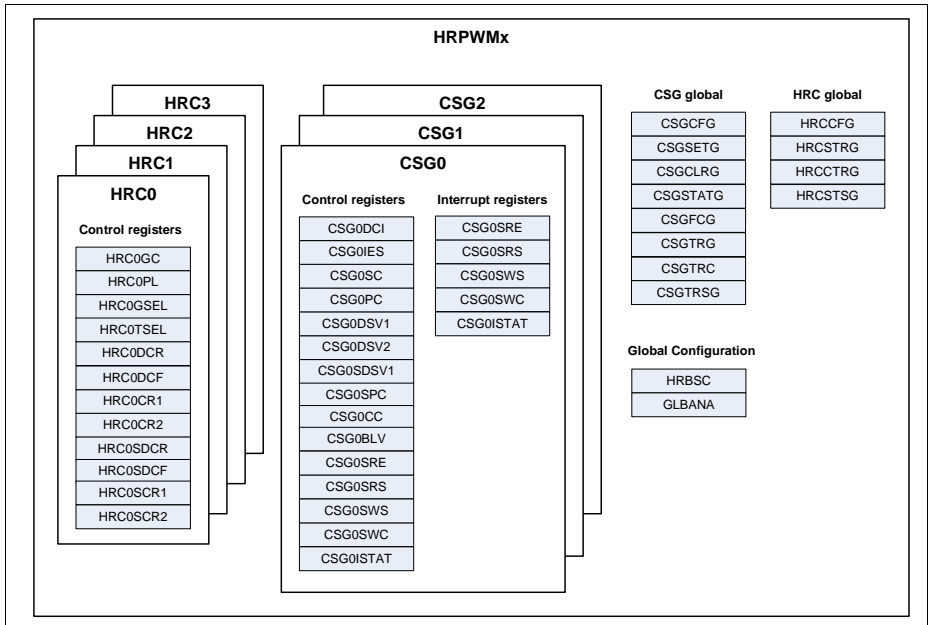 HRPWMx
HRC3
HRC2
HRC1
HRC0
Control registers
HRC0GC
HRC0PL
HRC0GSEL
HRC0TSEL
HRC0DCR
HRC0DCF
HRC0CR1
HRC0CR2
HRC0SDCR
HRC0SDCF
HRC0SCR1
HRC0SCR2
CSG2
CSG1
CSG0
Control registers
CSG0DCI
CSG0IES
CSG0SC
CSG0PC
CSG0DSV1
CSG0DSV2
CSG0SDSV1
CSG0SPC
CSG0CC
CSG0BLV
CSG0SRE
CSG0SRS
CSG0SWS
CSG0SWC
CSG0ISTAT
Interrupt registers
CSG0SRE
CSG0SRS
CSG0SWS
CSG0SWC
CSG0ISTAT
CSG global
CSGCFG
CSGSETG
CSGCLRG
CSGSTATG
CSGFCG
CSGTRG
CSGTRC
CSGTRSG
HRC global
HRCCFG
HRCSTRG
HRCCTRG
HRCSTSG
Global Configuration
HRBSC
GLBANA